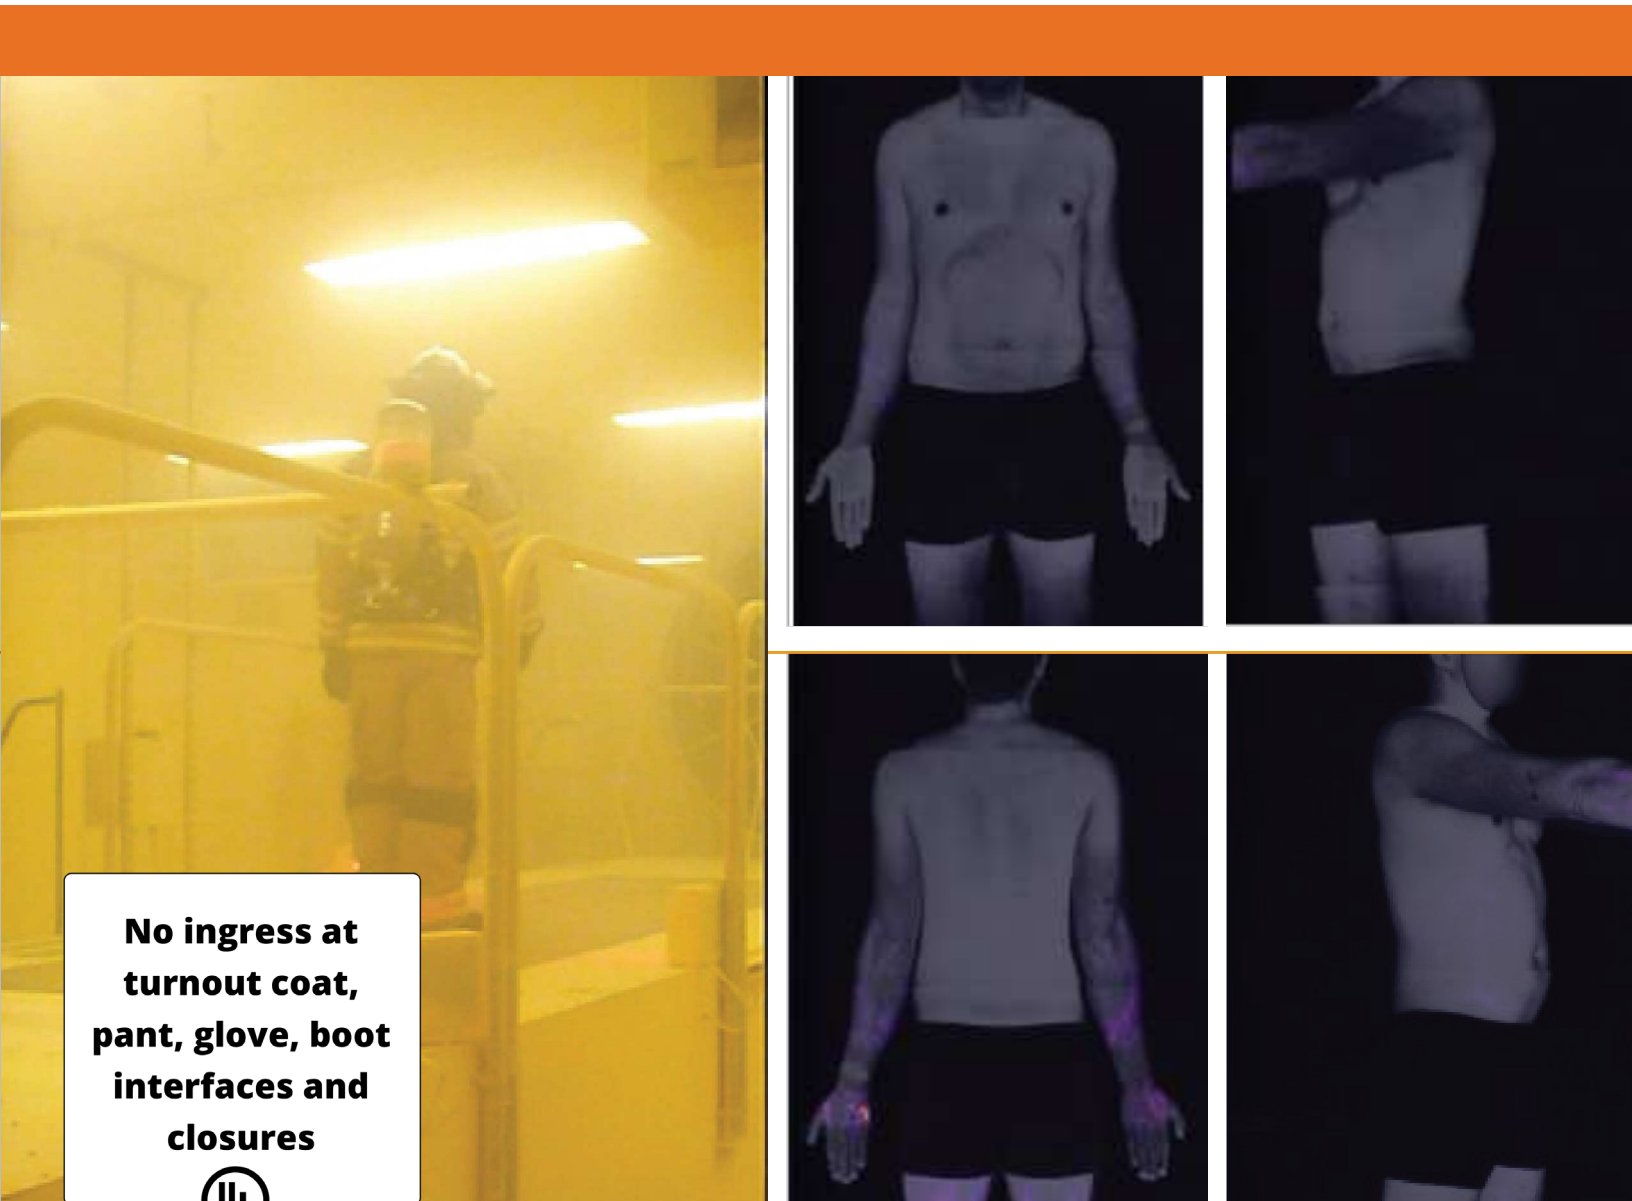 No ingress at
turnout coat,
pant, glove, boot
interfaces and
closures